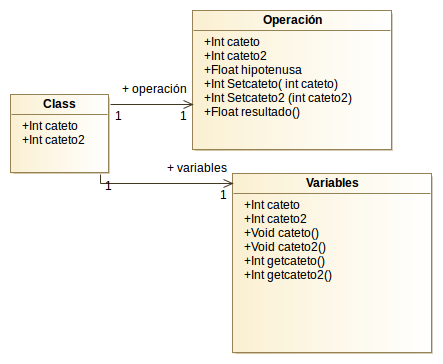 Operación
+Int cateto
+Int cateto2
+Float hipotenusa
+Int Setcateto( int cateto)
+Int Setcateto2 (int cateto2)
+Float resultado()
+ operación
1
1
Class
+Int cateto
+Int cateto2
+ variables
1
1
Variables
+Int cateto
+Int cateto2
+Void cateto()
+Void cateto2()
+Int getcateto()
+Int getcateto2()